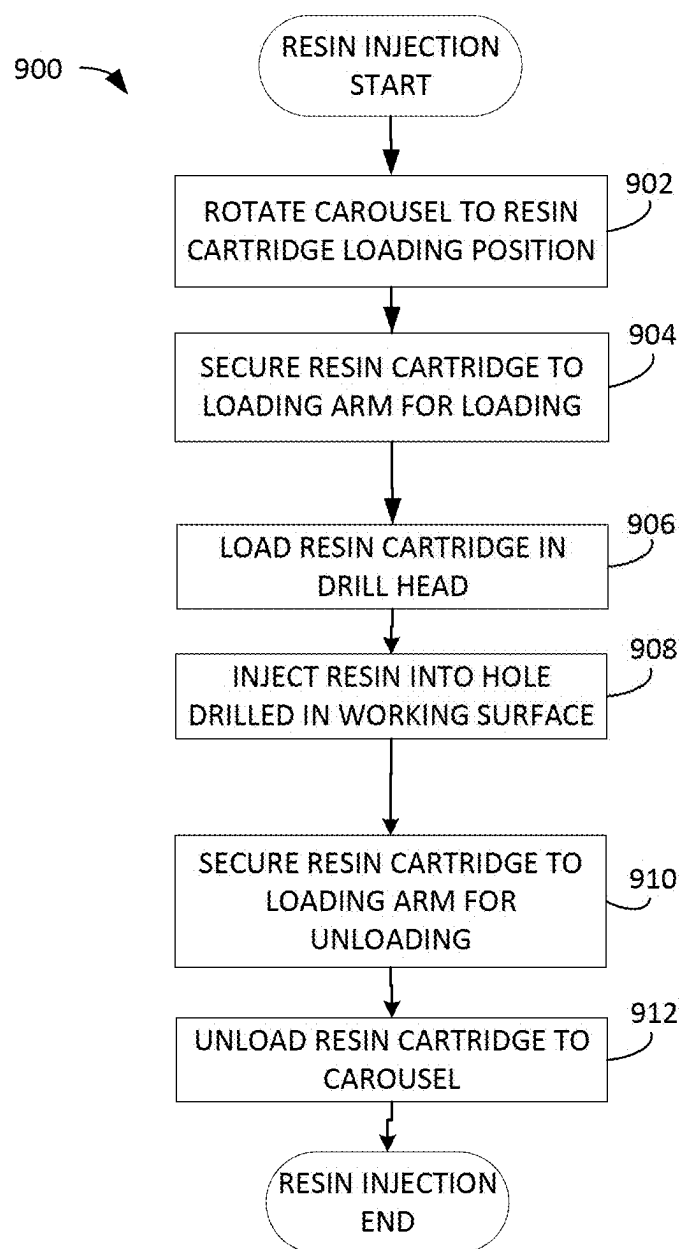 900
RESIN INJECTION
START
902
ROTATE CAROUSEL TO RESIN
CARTRIDGE LOADING POSITION
904
SECURE RESIN CARTRIDGE TO
LOADING ARM FOR LOADING
906
LOAD RESIN CARTRIDGE IN
DRILL HEAD
908
INJECT RESIN INTO HOLE
DRILLED IN WORKING SURFACE
SECURE RESIN CARTRIDGE TO
910
LOADING ARM FOR
UNLOADING
912
UNLOAD RESIN CARTRIDGE TO
CAROUSEL
RESIN INJECTION
END